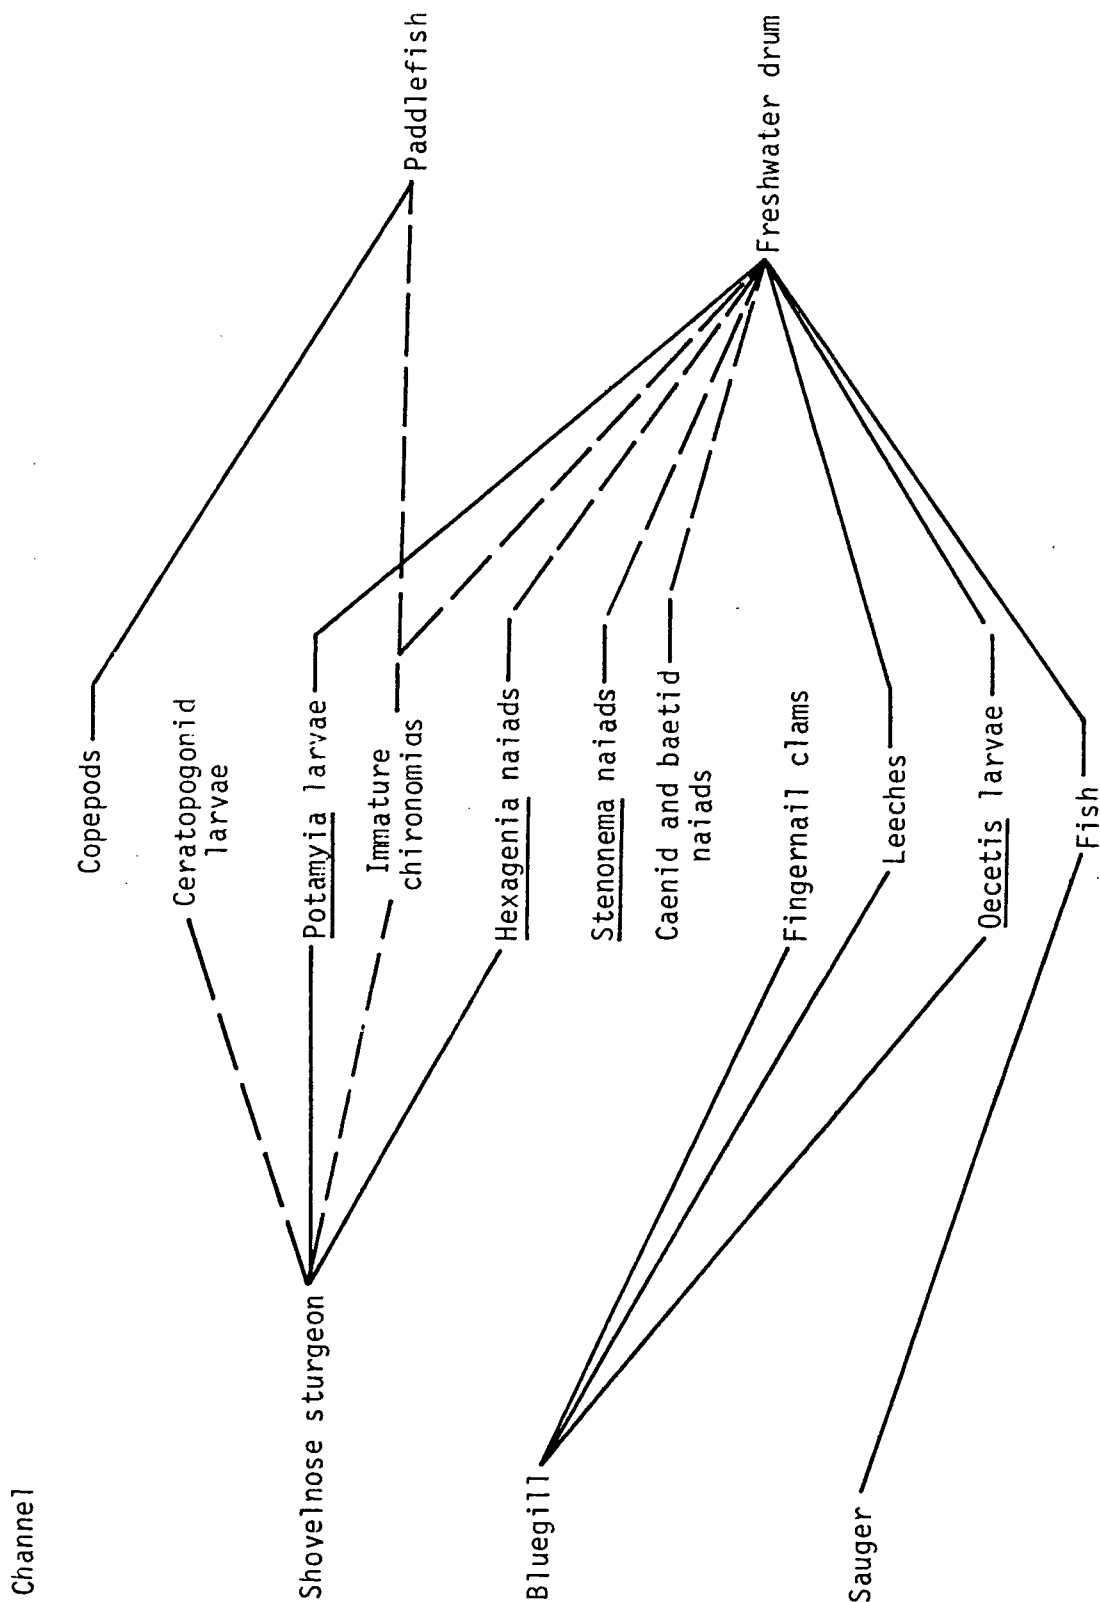 Channel
Copepods
Ceratopogonid
larvae
Potamyia larvae
Immature
chironomias
Hexagenia naiads
Stenonema naiads
Caenid and baetid
naiads
Fingernail clams
Leeches
Oecetis larvae
Fish
Shovelnose sturgeon
Bluegill
Sauger
Paddlefish
Freshwater drum